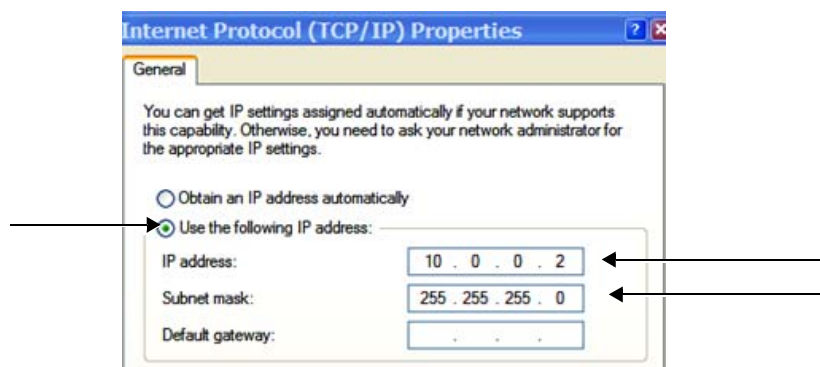 Internet Protocol (TCP/IP) Properties
General
You can get IP settings assigned automatically if your network supports
this capability. Otherwise, you need to ask your network administrator for
the appropriate IP settings.
Obtain an IP address automatically
Use the following IP address:
IP address: 10 . 0 . 0 . 2
Subnet mask: 255 . 255 . 255 . 0
Default gateway: . . .